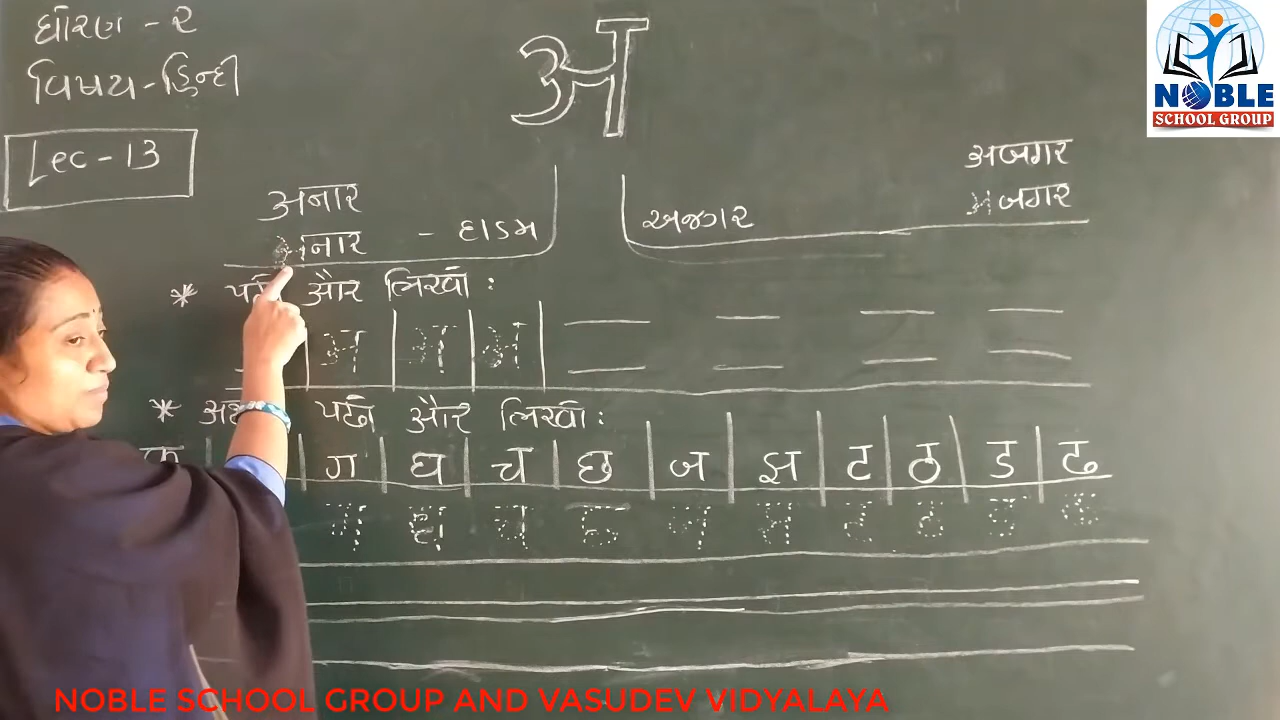 ધોરણ - ૨
વિષય - હિન્દી
Lec - 13
अ
अनार
अनार - દાડમ
अजगर
अजगर
અજગર
* पढ़ो और लिखो :
अ अ अ
* पढो और लिखो :
क ग घ च छ ज झ ट ठ ड ढ
ग घ च छ ज झ ट ठ ड ढ
NOBLE
SCHOOL GROUP
NOBLE SCHOOL GROUP AND VASUDEV VIDYALAYA